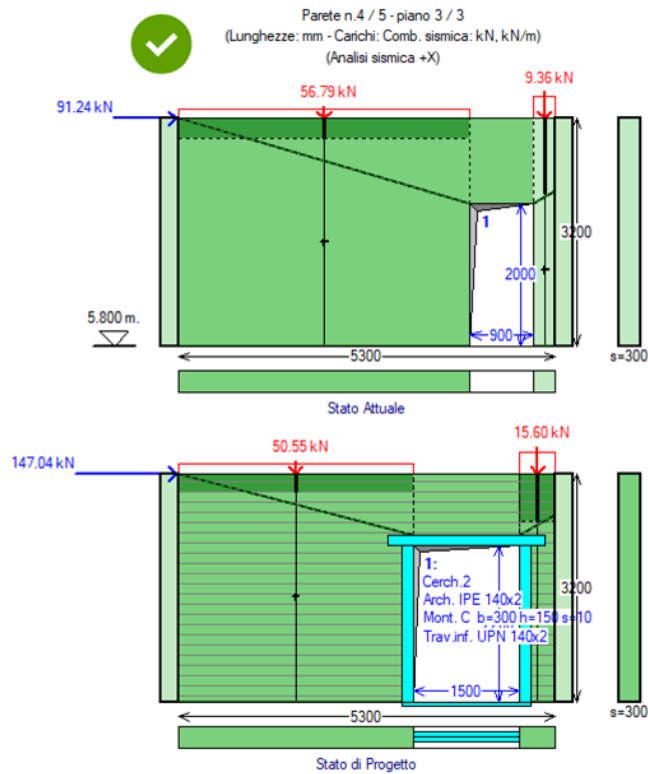 Parete n.4 / 5 - piano 3 / 3
(Lunghezze: mm - Carichi: Comb. sismica: kN, kN/m)
(Analisi sismica +X)
56.79 kN
9.36 kN
91.24 kN
1
3200
2000
5.800 m.
900
5300
s=300
Stato Attuale
50.55 kN
15.60 kN
147.04 kN
1:
Cerch.2
3200
Arch. IPE 140x2
Mont. C b=300 h=150 s=10
Trav.inf. UPN 140x2
1500
5300
s=300
Stato di Progetto